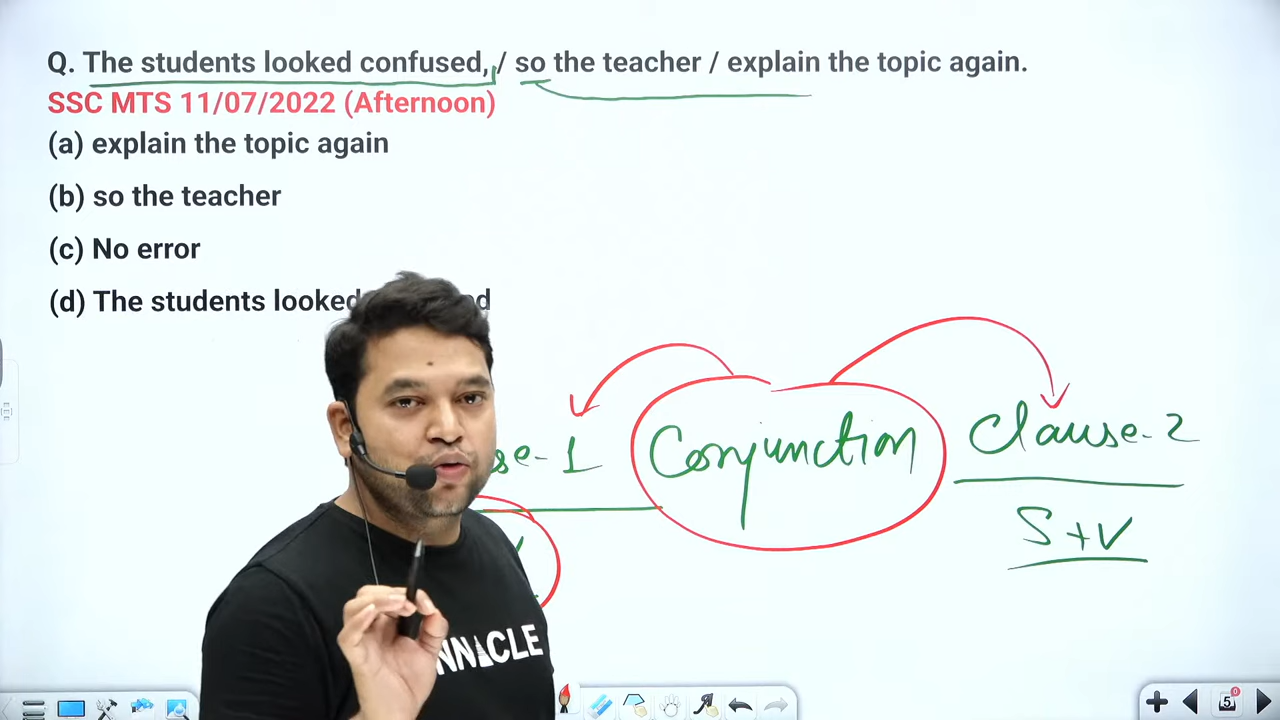 Q. The students looked confused, / so the teacher / explain the topic again.
SSC MTS 11/07/2022 (Afternoon)
(a) explain the topic again
(b) so the teacher
(c) No error
(d) The students looked
Conjunction Clause-2
S+V
5